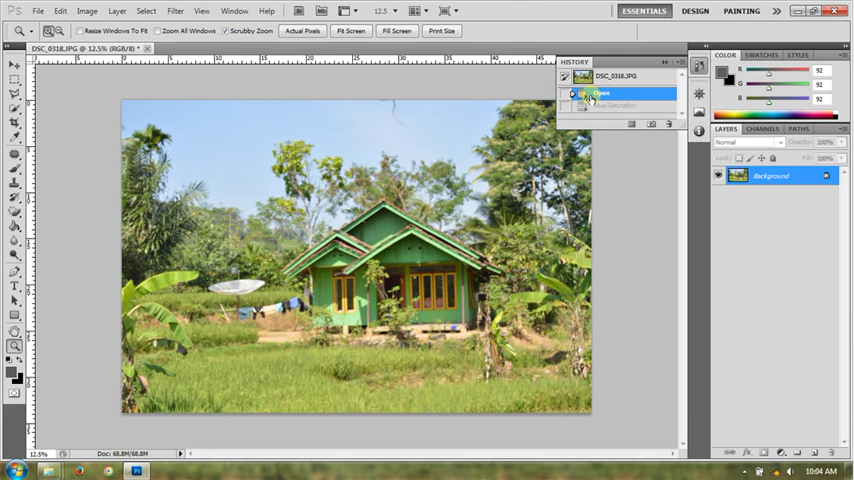 Ps File Edit Image Layer Select Filter View Window Help 12.5 ESSENTIALS DESIGN PAINTING
Resize Windows To Fit Zoom All Windows Scrubby Zoom Actual Pixels Fit Screen Fill Screen Print Size
DSC_0318.JPG @ 12.5% (RGB/8) *
HISTORY
DSC_0318.JPG
Open
Hue/Saturation
COLOR SWATCHES STYLES
R 92
G 92
B 92
LAYERS CHANNELS PATHS
Normal Opacity: 100%
Lock: Fill: 100%
Background
12.5% Doc: 68.8M/68.8M
Ps
10:04 AM